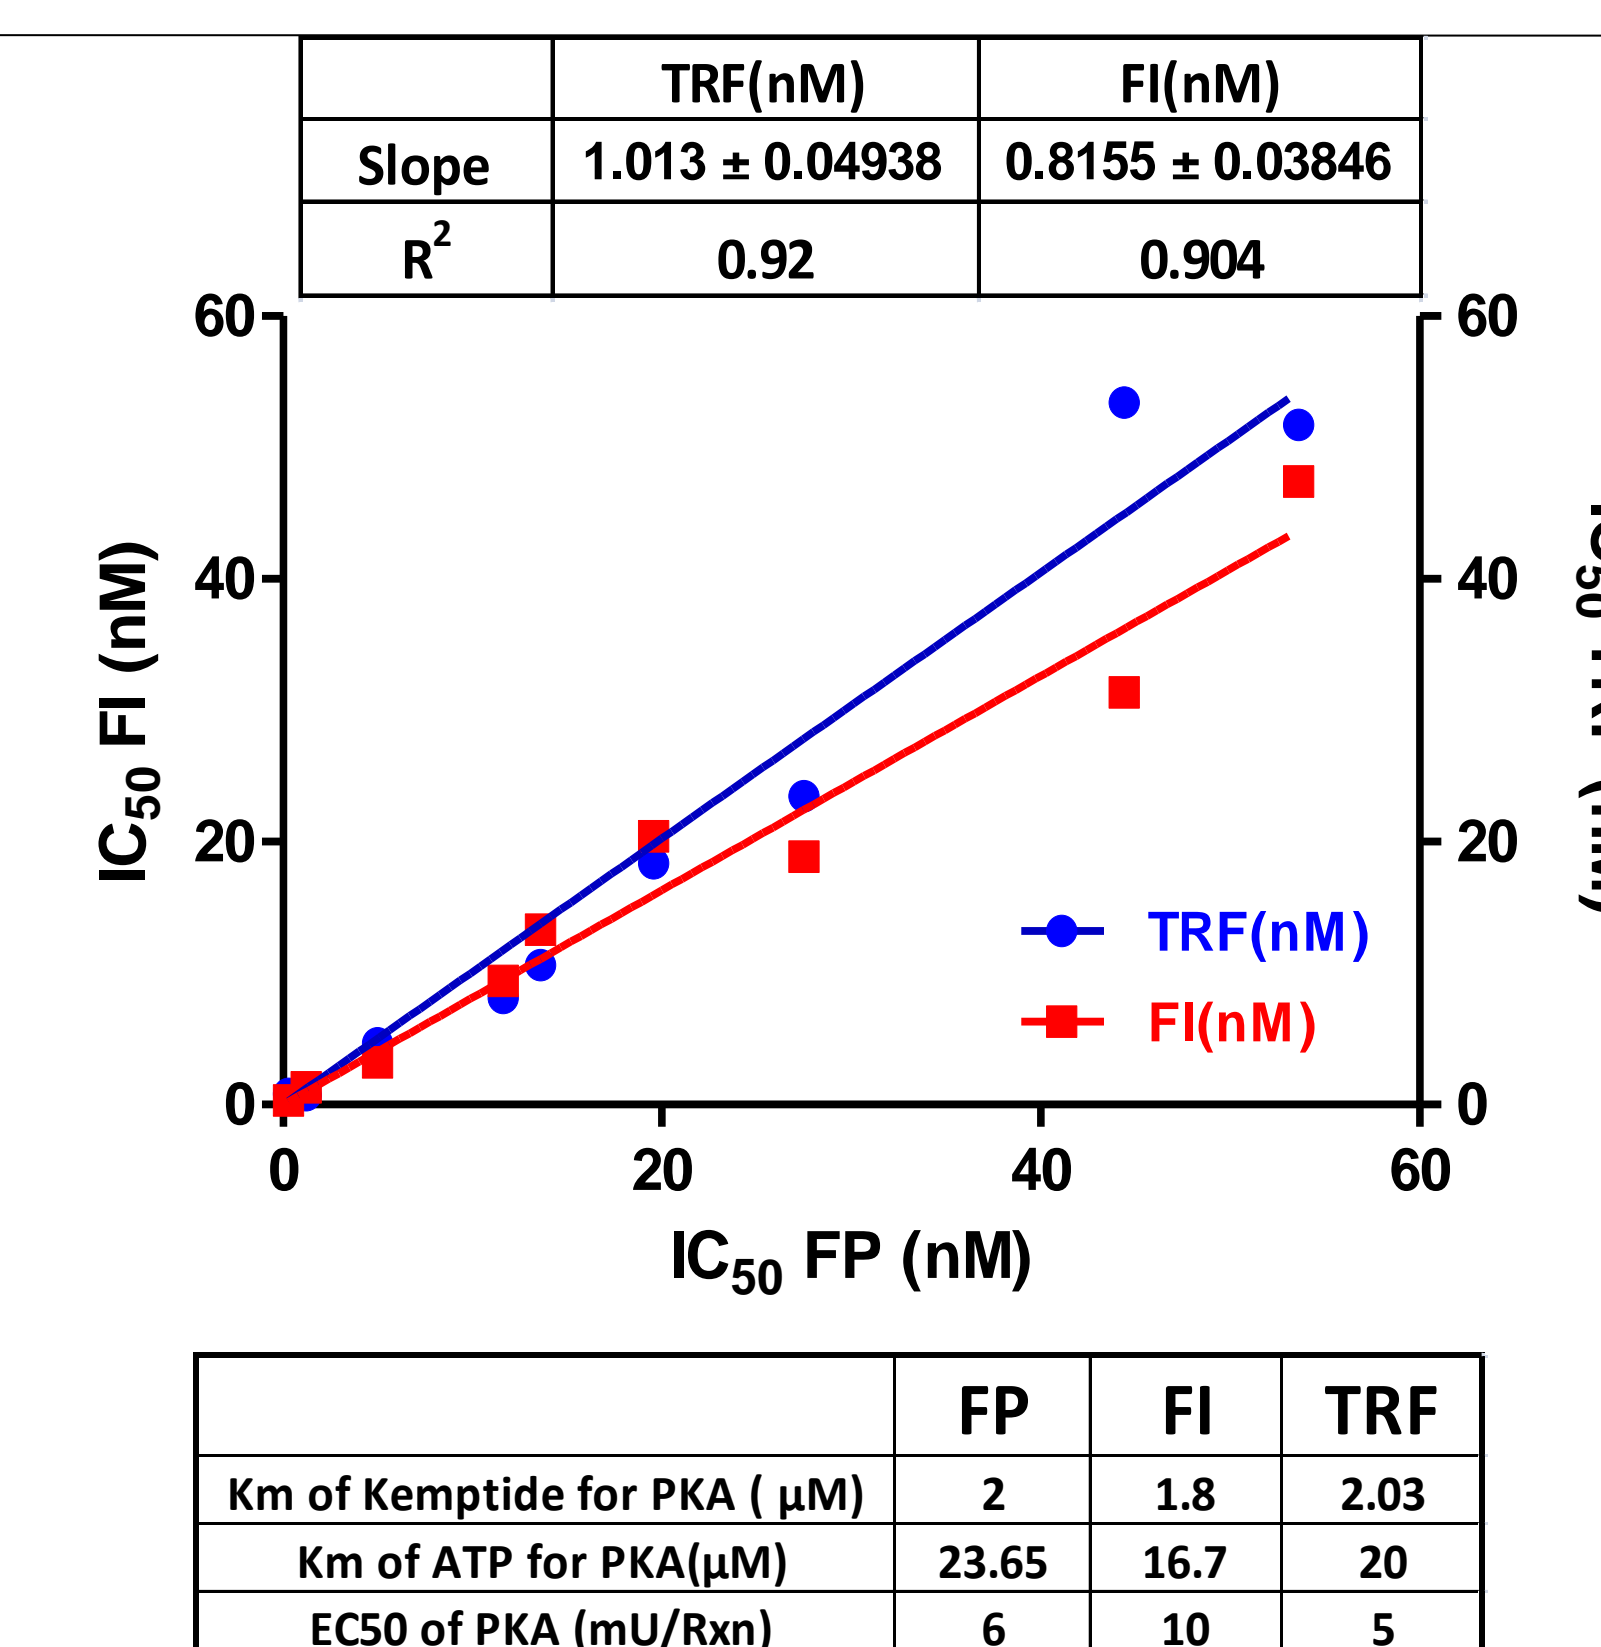 TRF(nM) FI(nM)
Slope 1.013 ± 0.04938 0.8155 ± 0.03846
R² 0.92 0.904
60 60
40 40
20 20
0 0
IC₅₀ FI (nM)
IC₅₀ TRF (nM)
TRF(nM)
FI(nM)
0 20 40 60
IC₅₀ FP (nM)
FP FI TRF
Km of Kemptide for PKA ( μM) 2 1.8 2.03
Km of ATP for PKA(μM) 23.65 16.7 20
EC50 of PKA (mU/Rxn) 6 10 5